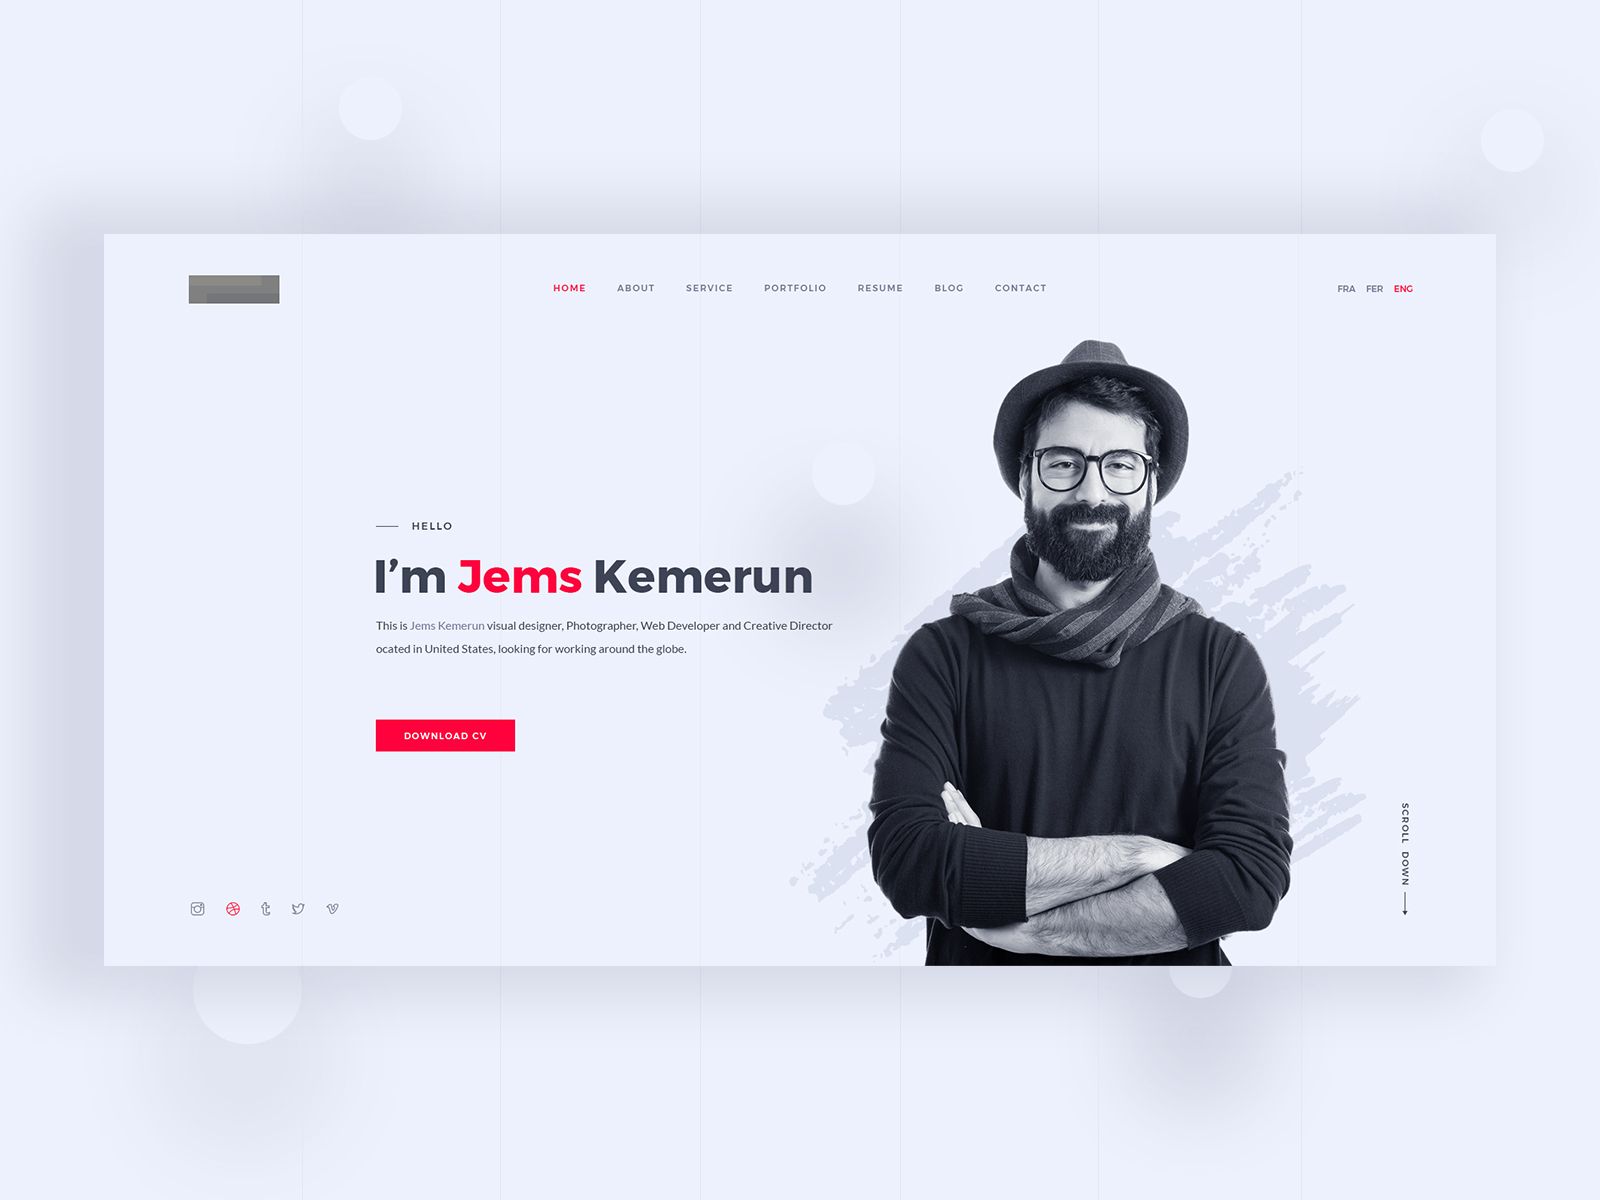 HOME ABOUT SERVICE PORTFOLIO RESUME BLOG CONTACT
FRA FER ENG
HELLO
I’m Jems Kemerun
This is Jems Kemerun visual designer, Photographer, Web Developer and Creative Director
ocated in United States, looking for working around the globe.
DOWNLOAD CV
SCROLL DOWN